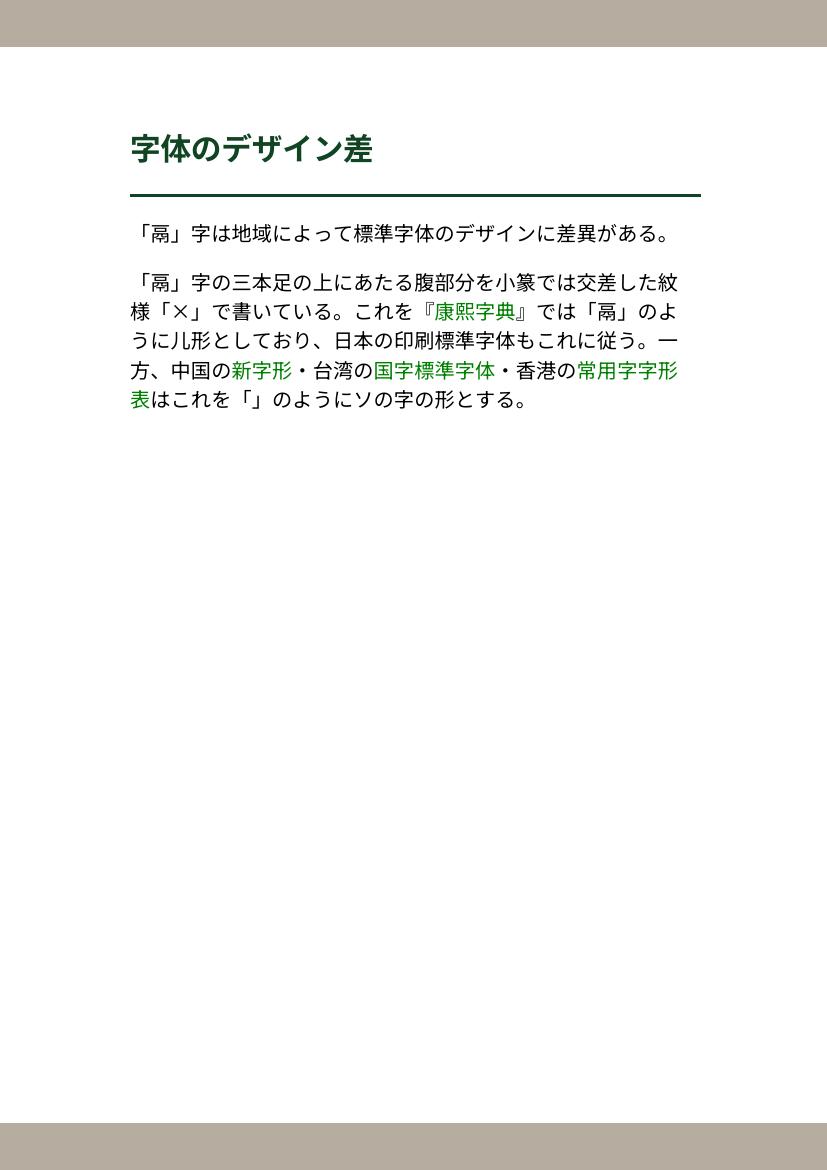 字体のデザイン差
「鬲」字は地域によって標準字体のデザインに差異がある。
「鬲」字の三本足の上にあたる腹部分を小篆では交差した紋
様「×」で書いている。これを『康熙字典』では「鬲」のよ
うに儿形としており、日本の印刷標準字体もこれに従う。一
方、中国の新字形・台湾の国字標準字体・香港の常用字字形
表はこれを「」のようにソの字の形とする。